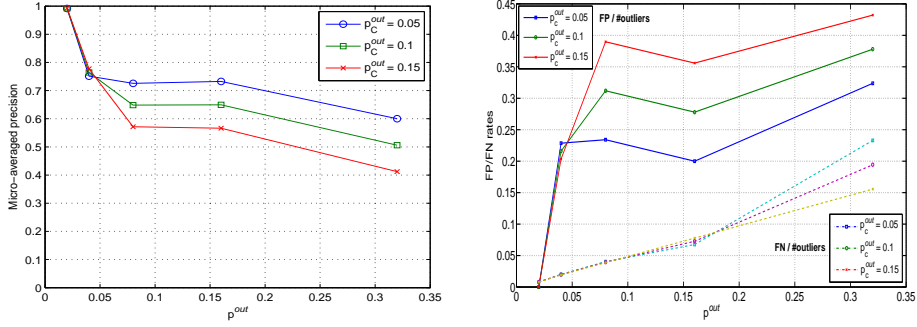 1
0.9
0.8
0.7
0.6
0.5
0.4
0.3
0.2
0.1
0
Micro−averaged precision
0 0.05 0.1 0.15 0.2 0.25 0.3 0.35
p^out
p_C^out = 0.05
p_C^out = 0.1
p_C^out = 0.15
0.45
0.4
0.35
0.3
0.25
0.2
0.15
0.1
0.05
0
FP/FN rates
0 0.05 0.1 0.15 0.2 0.25 0.3 0.35
p^out
p_c^out = 0.05
p_c^out = 0.1
p_c^out = 0.15
FP / #outliers
FN / #outliers
p_c^out = 0.05
p_c^out = 0.1
p_c^out = 0.15